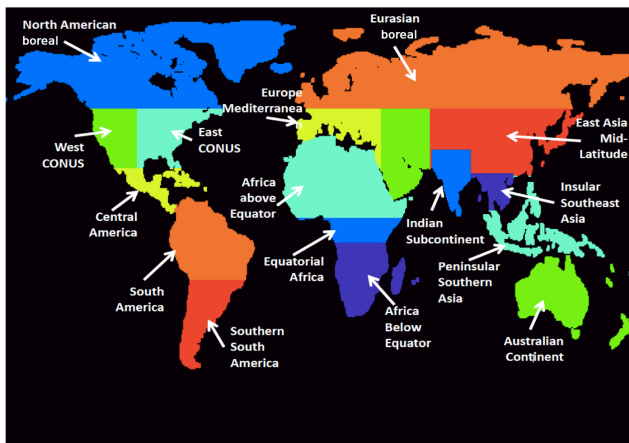 North American
boreal
Eurasian
boreal
Europe
Mediterranea
n
West
CONUS
East
CONUS
East Asia
Mid-
Latitude
Africa
above
Equator
Central
America
Indian
Subcontinent
Insular
Southeast
Asia
Equatorial
Africa
Peninsular
Southern
Asia
South
America
Southern
South
America
Africa
Below
Equator
Australian
Continent